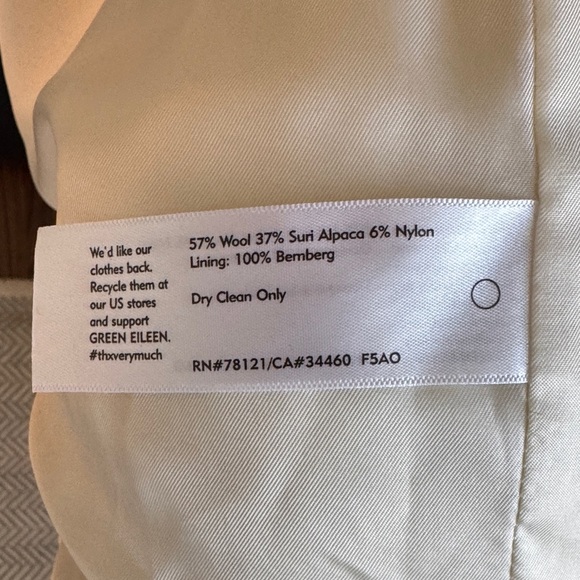 We'd like our
clothes back.
Recycle them at
our US stores
and support
GREEN EILEEN.
#thxverymuch
57% Wool 37% Suri Alpaca 6% Nylon
Lining: 100% Bemberg
Dry Clean Only
RN#78121/CA#34460 F5AO